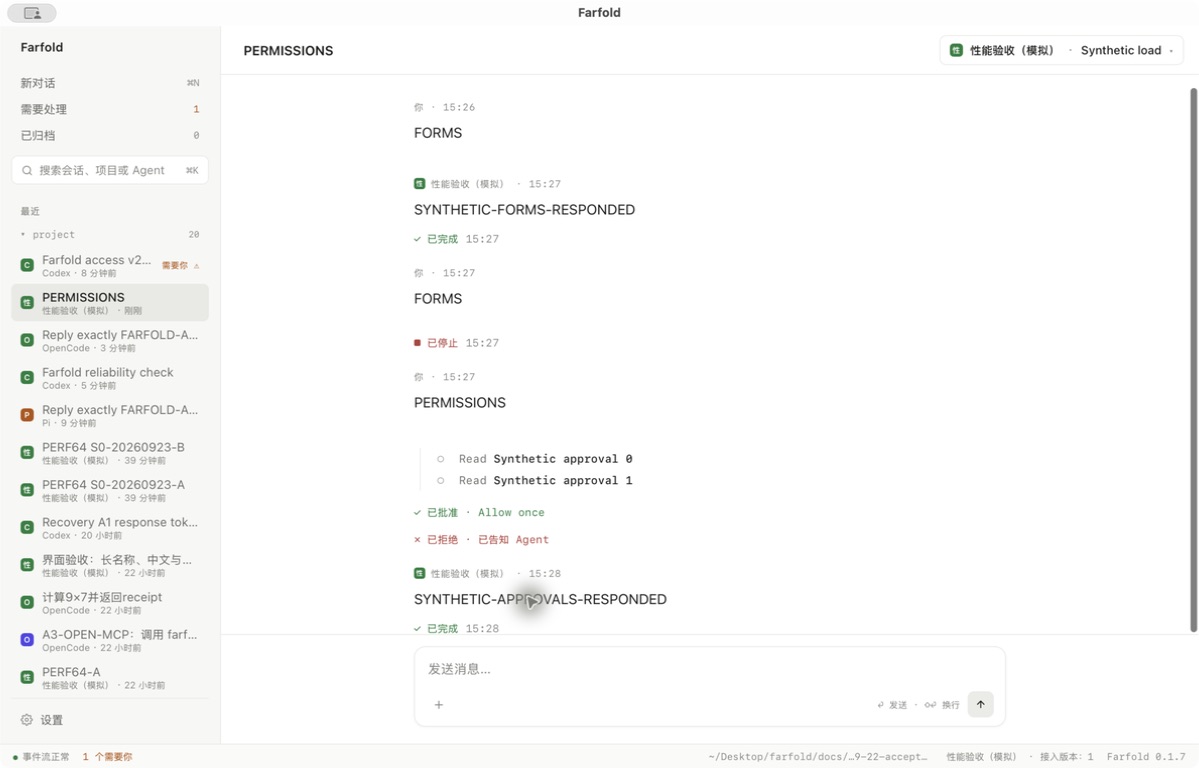 Farfold
Farfold
新对话 ⌘N
需要处理 1
已归档 0
搜索会话、项目或 Agent ⌘K
最近
project 20
C Farfold access v2... 需要你
Codex · 8 分钟前
性 PERMISSIONS
性能验收（模拟） · 刚刚
O Reply exactly FARFOLD-A...
OpenCode · 3 分钟前
C Farfold reliability check
Codex · 5 分钟前
P Reply exactly FARFOLD-A...
Pi · 9 分钟前
性 PERF64 S0-20260923-B
性能验收（模拟） · 39 分钟前
性 PERF64 S0-20260923-A
性能验收（模拟） · 39 分钟前
C Recovery A1 response tok...
Codex · 20 小时前
性 界面验收：长名称、中文与...
性能验收（模拟） · 22 小时前
O 计算9×7并返回receipt
OpenCode · 22 小时前
O A3-OPEN-MCP：调用 farf...
OpenCode · 22 小时前
性 PERF64-A
性能验收（模拟） · 22 小时前
设置
PERMISSIONS
性 性能验收（模拟） · Synthetic load
你 · 15:26
FORMS
性 性能验收（模拟） · 15:27
SYNTHETIC-FORMS-RESPONDED
✓ 已完成 15:27
你 · 15:27
FORMS
已停止 15:27
你 · 15:27
PERMISSIONS
Read Synthetic approval 0
Read Synthetic approval 1
✓ 已批准 · Allow once
× 已拒绝 · 已告知 Agent
性 性能验收（模拟） · 15:28
SYNTHETIC-APPROVALS-RESPONDED
✓ 已完成 15:28
发送消息...
+ 发送 · 换行
事件流正常 1 个需要你 ~/Desktop/farfold/docs/…9-22-accept… 性能验收（模拟） · 接入版本: 1 Farfold 0.1.7